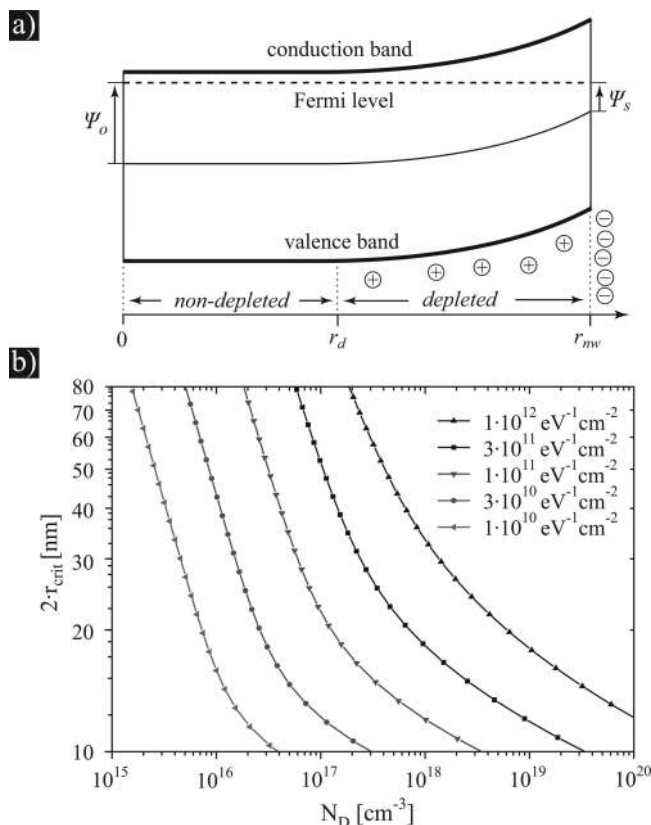 a)
conduction band
Fermi level
Ψo
Ψs
valence band
non-depleted
depleted
0
rd
rnw
b)
1·10^12 eV^-1cm^-2
3·10^11 eV^-1cm^-2
1·10^11 eV^-1cm^-2
3·10^10 eV^-1cm^-2
1·10^10 eV^-1cm^-2
2·rcrit [nm]
80
70
60
50
40
30
20
10
10^15 10^16 10^17 10^18 10^19 10^20
ND [cm^-3]